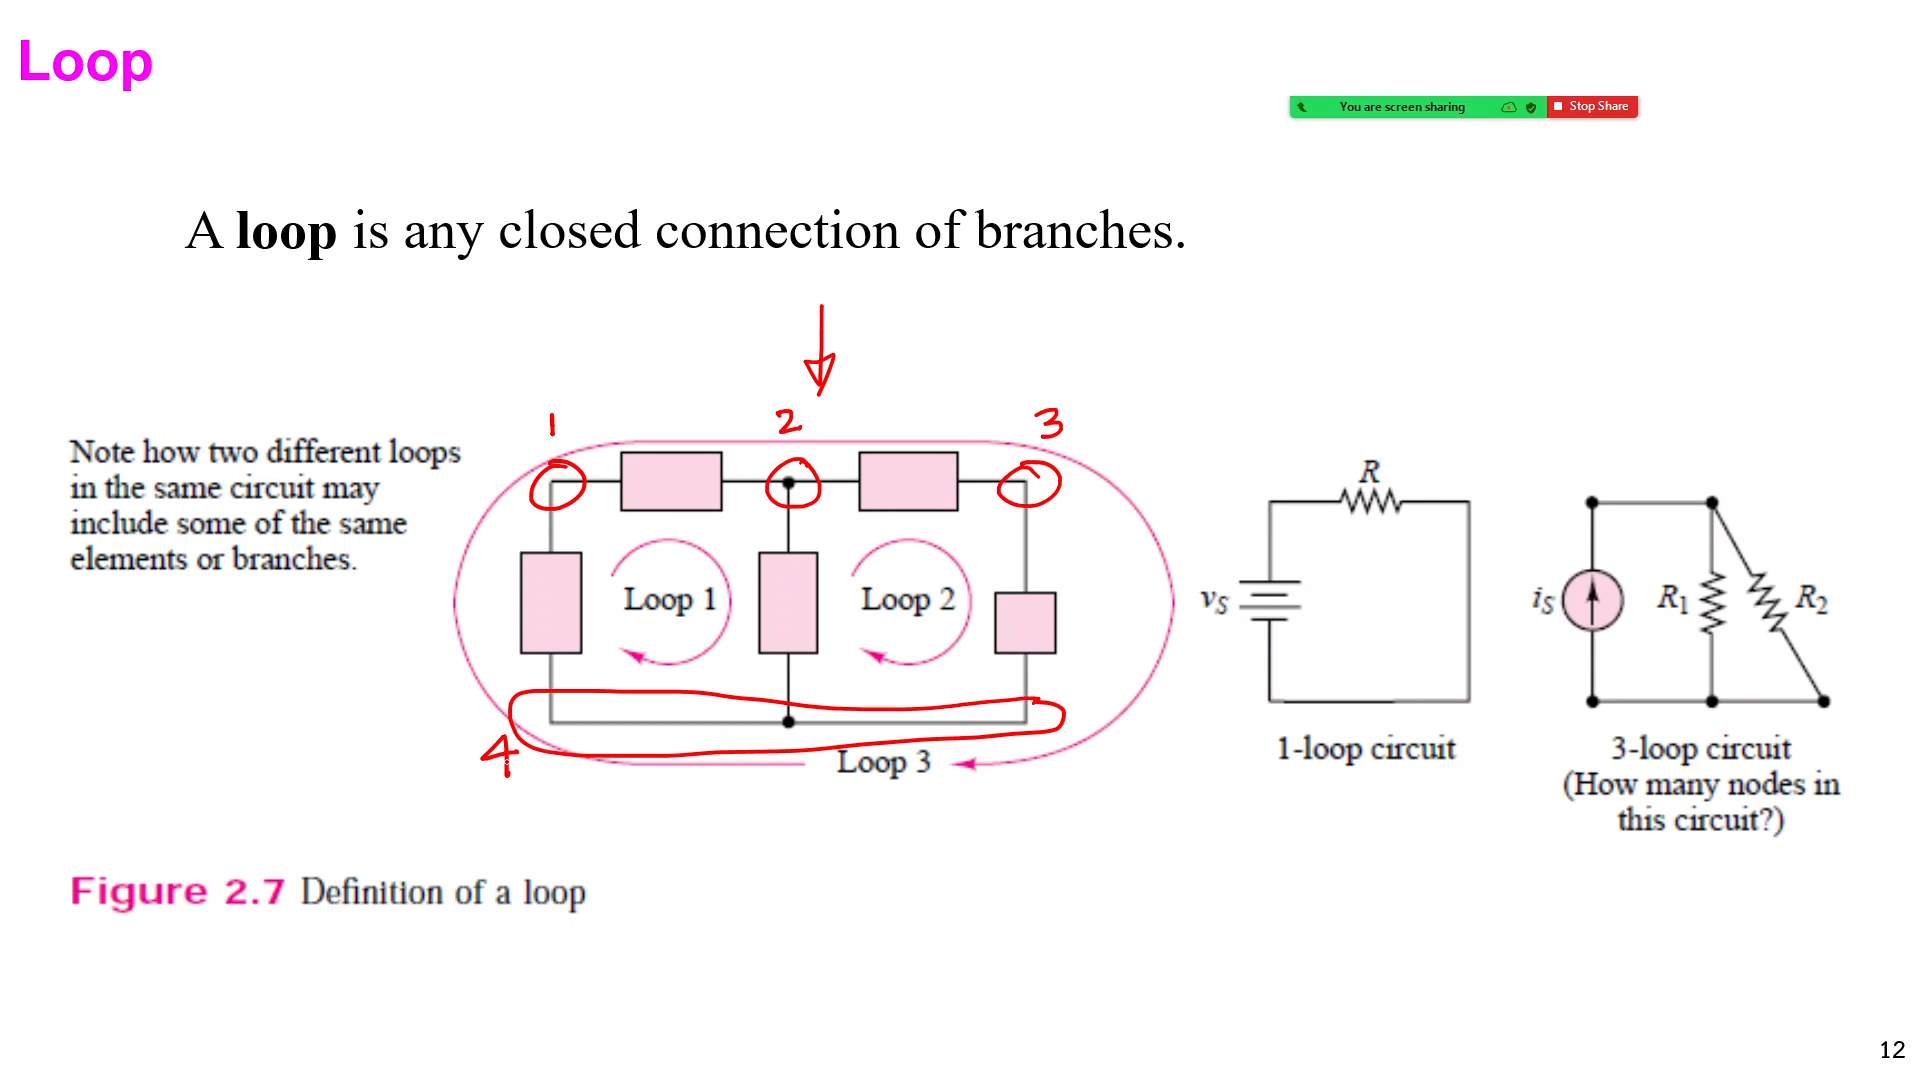 Loop
You are screen sharing
Stop Share
A loop is any closed connection of branches.
Note how two different loops
in the same circuit may
include some of the same
elements or branches.
1
2
3
4
Loop 1
Loop 2
Loop 3
vS
R
1-loop circuit
iS
R1
R2
3-loop circuit
(How many nodes in
this circuit?)
Figure 2.7 Definition of a loop
12